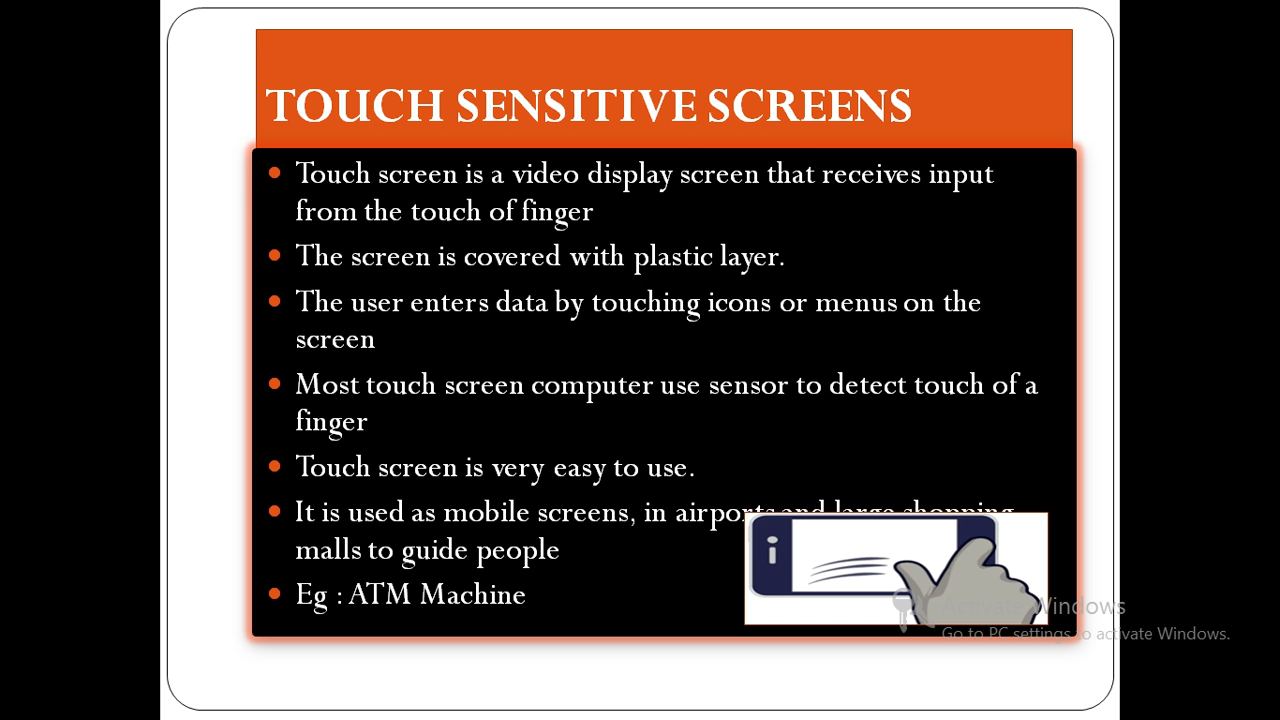 TOUCH SENSITIVE SCREENS
• Touch screen is a video display screen that receives input
from the touch of finger
• The screen is covered with plastic layer.
• The user enters data by touching icons or menus on the
screen
• Most touch screen computer use sensor to detect touch of a
finger
• Touch screen is very easy to use.
• It is used as mobile screens, in airports and large shopping
malls to guide people
• Eg : ATM Machine
i
Activate Windows
Go to PC settings to activate Windows.